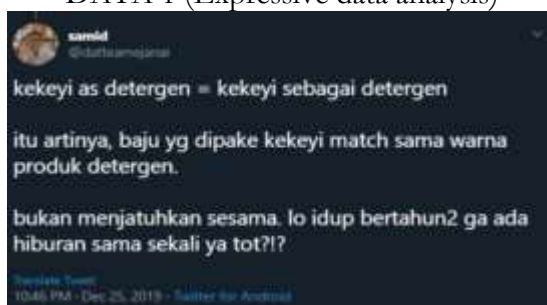 DATA 1 (Expressive data analysis)
samid
kekeyi as detergen = kekeyi sebagai detergen
itu artinya, baju yg dipake kekeyi match sama warna
produk detergen.
bukan menjatuhkan sesama. lo idup bertahun2 ga ada
hiburan sama sekali ya tot?!?
Translate Tweet
10:46 PM · Dec 25, 2019 · Twitter for Android